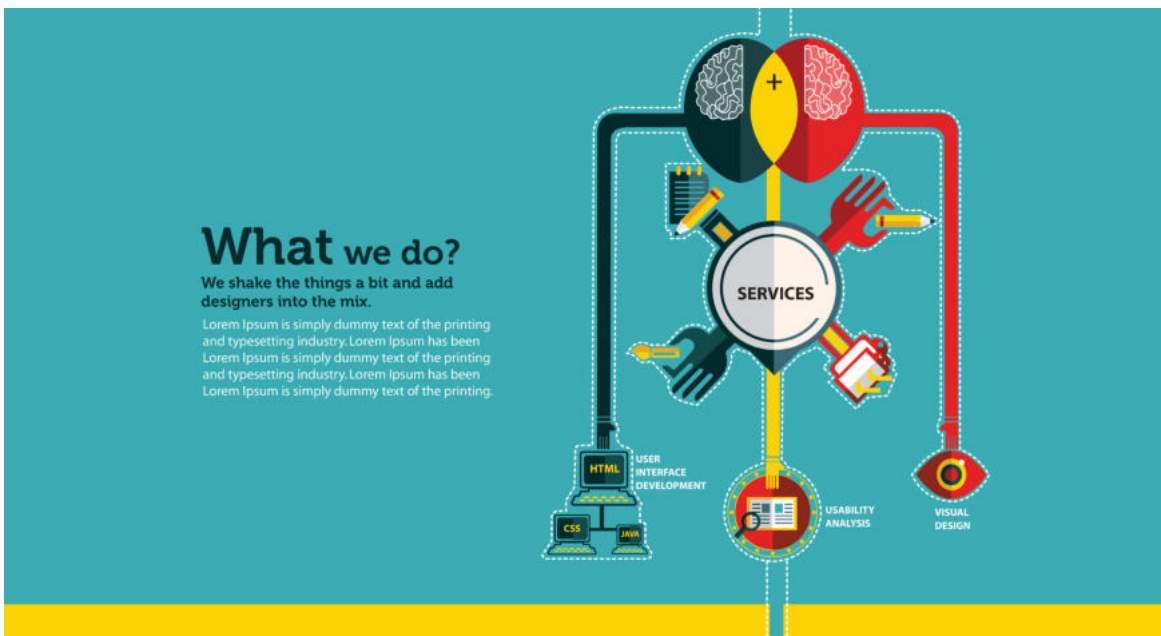 What we do?
We shake the things a bit and add
designers into the mix.
Lorem Ipsum is simply dummy text of the printing
and typesetting industry. Lorem Ipsum has been
Lorem Ipsum is simply dummy text of the printing
and typesetting industry. Lorem Ipsum has been
Lorem Ipsum is simply dummy text of the printing.
+
SERVICES
HTML
CSS
JAVA
USER
INTERFACE
DEVELOPMENT
USABILITY
ANALYSIS
VISUAL
DESIGN